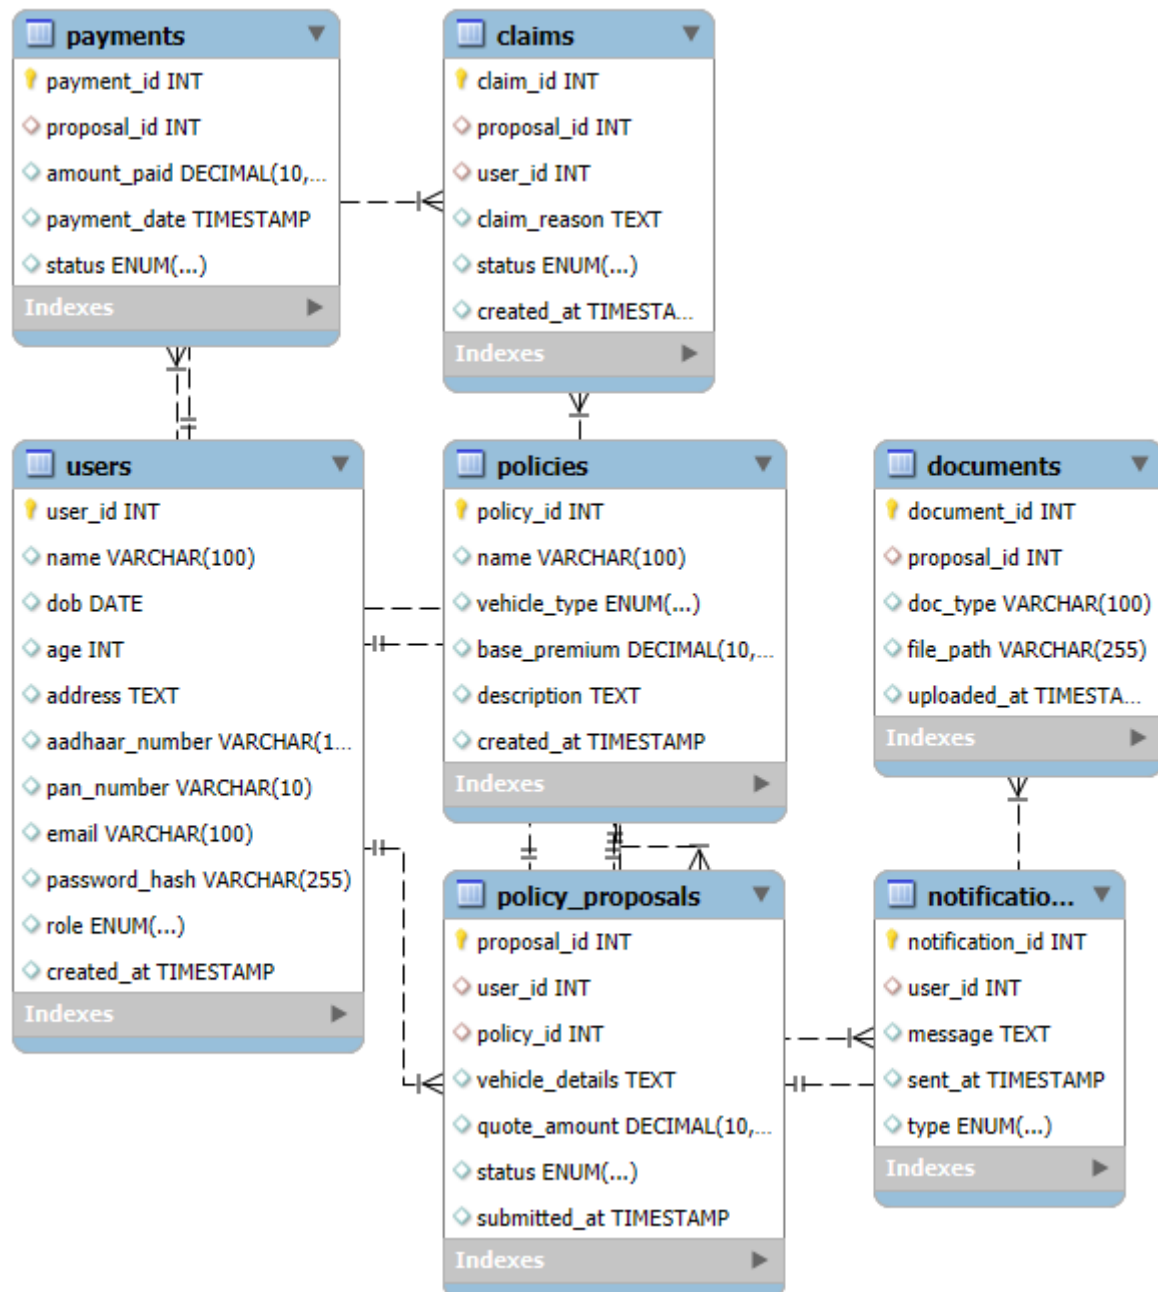 payments
payment_id INT
proposal_id INT
amount_paid DECIMAL(10,...
payment_date TIMESTAMP
status ENUM(...)
Indexes
claims
claim_id INT
proposal_id INT
user_id INT
claim_reason TEXT
status ENUM(...)
created_at TIMESTA...
Indexes
users
user_id INT
name VARCHAR(100)
dob DATE
age INT
address TEXT
aadhaar_number VARCHAR(1...
pan_number VARCHAR(10)
email VARCHAR(100)
password_hash VARCHAR(255)
role ENUM(...)
created_at TIMESTAMP
Indexes
policies
policy_id INT
name VARCHAR(100)
vehicle_type ENUM(...)
base_premium DECIMAL(10,...
description TEXT
created_at TIMESTAMP
Indexes
documents
document_id INT
proposal_id INT
doc_type VARCHAR(100)
file_path VARCHAR(255)
uploaded_at TIMESTA...
Indexes
policy_proposals
proposal_id INT
user_id INT
policy_id INT
vehicle_details TEXT
quote_amount DECIMAL(10,...
status ENUM(...)
submitted_at TIMESTAMP
Indexes
notificatio...
notification_id INT
user_id INT
message TEXT
sent_at TIMESTAMP
type ENUM(...)
Indexes